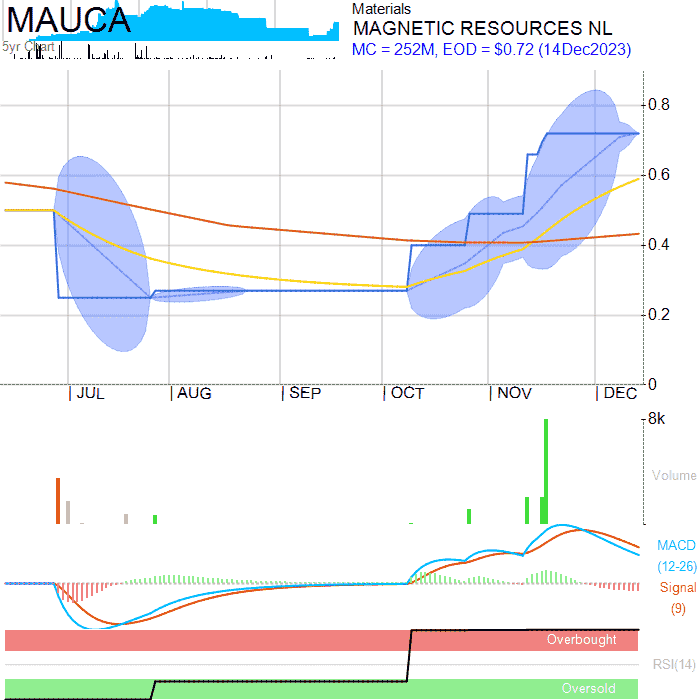 MAUCA
5yr Chart
Materials
MAGNETIC RESOURCES NL
MC = 252M, EOD = $0.72 (14Dec2023)
0.8
0.6
0.4
0.2
0
JUL AUG SEP OCT NOV DEC
8k
Volume
MACD
(12-26)
Signal
(9)
Overbought
RSI(14)
Oversold